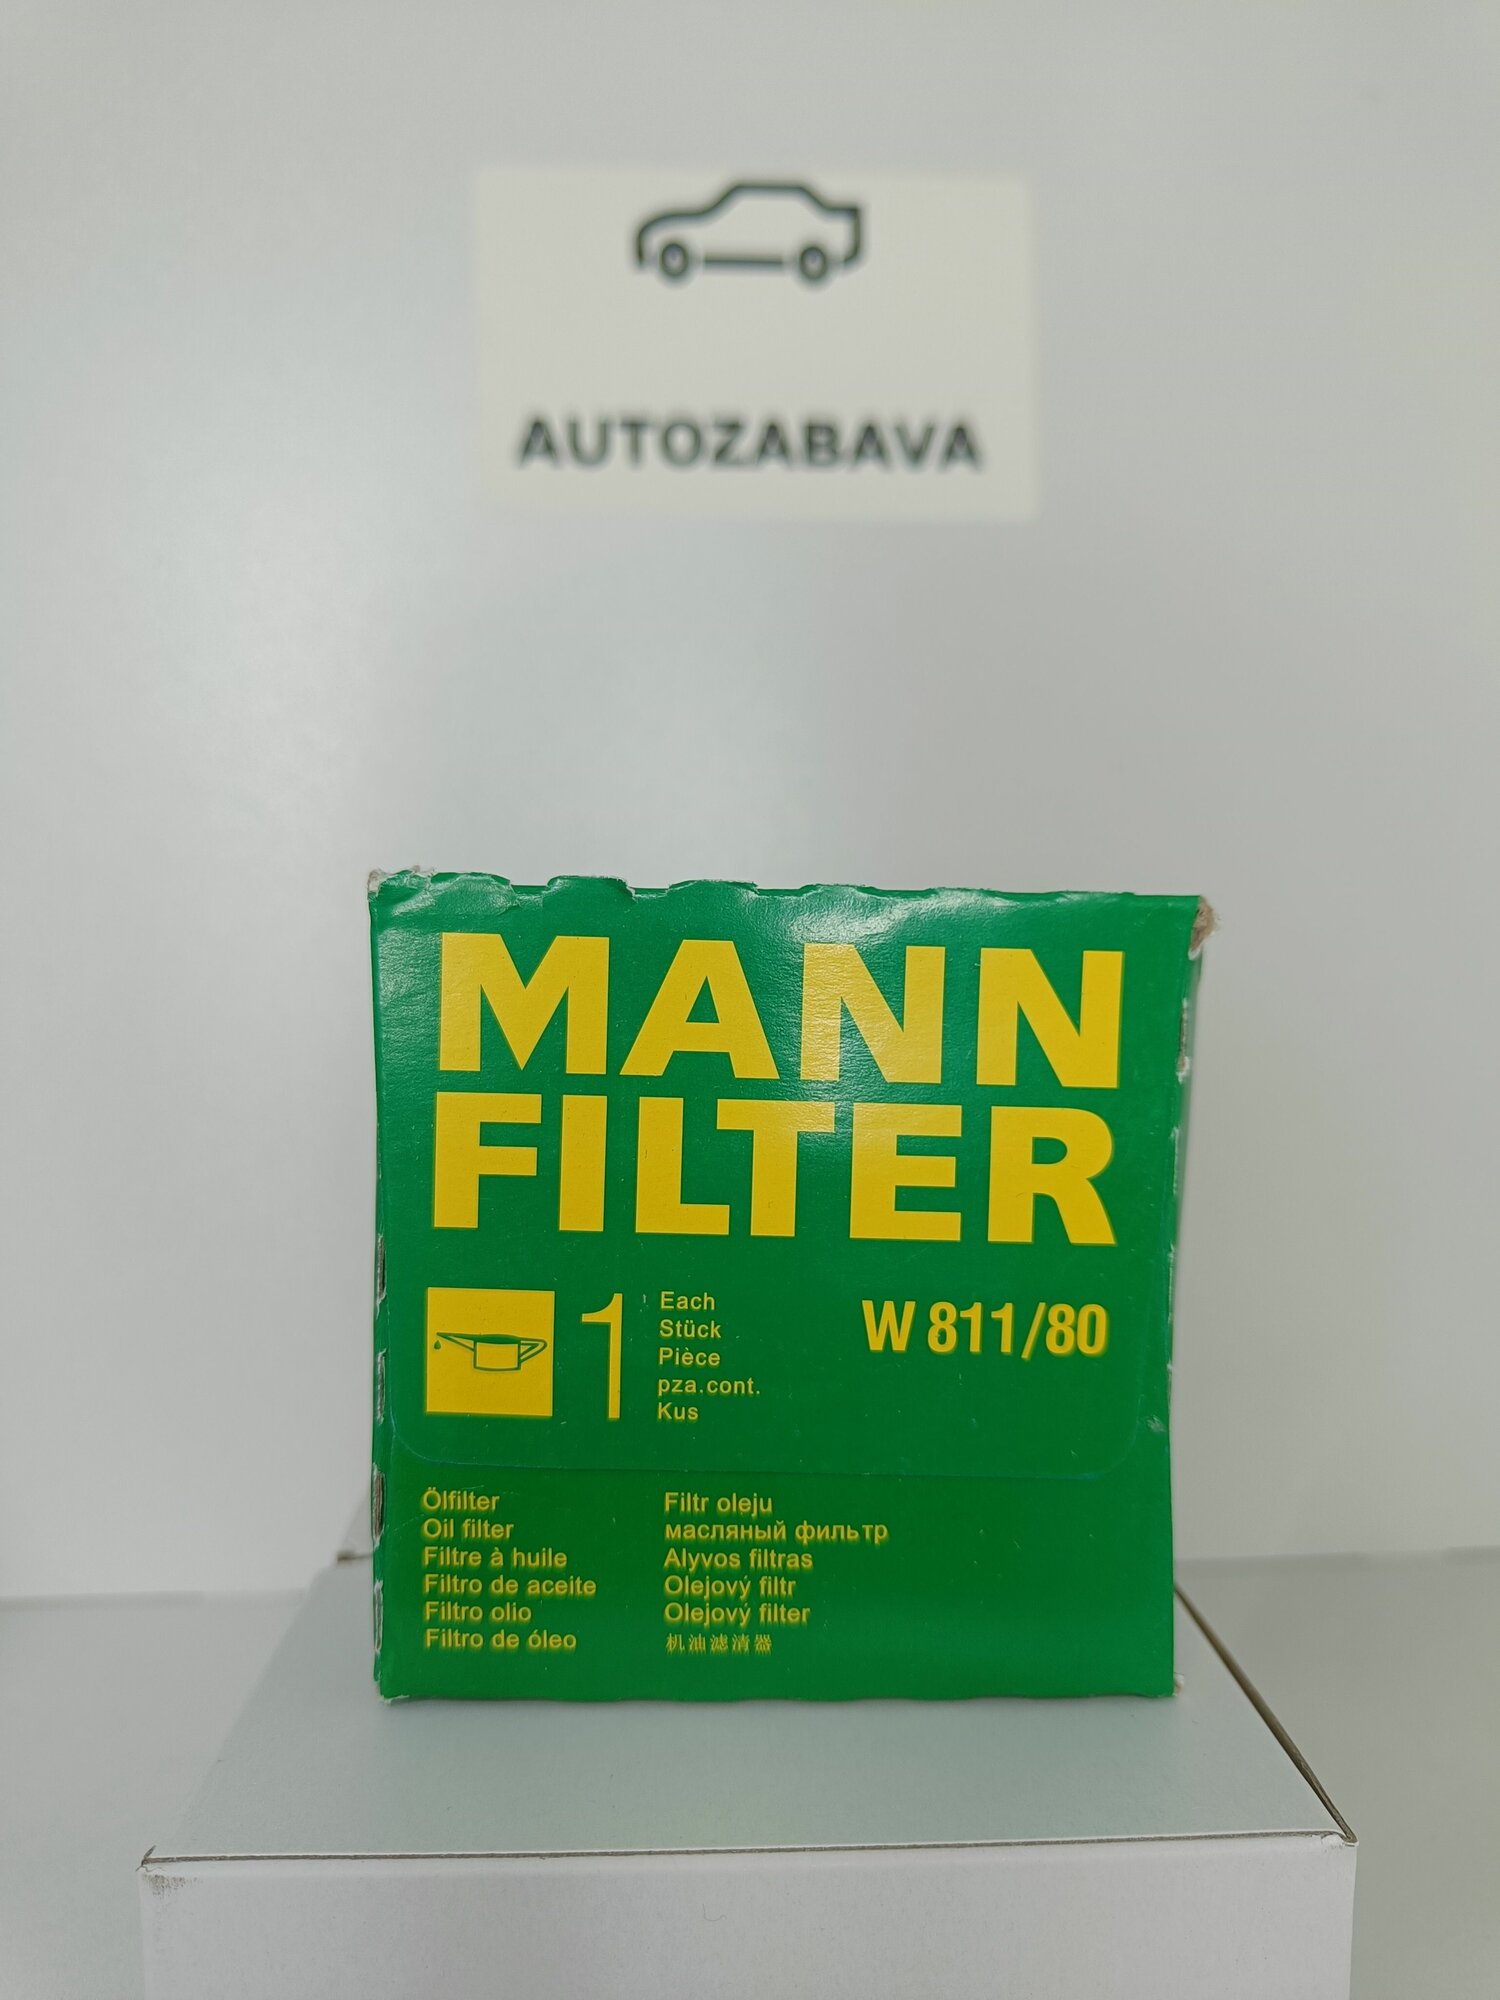 AUTOZABAVA
MANN
FILTER
1
Each
Stück
Pièce
pza.cont.
Kus
W 811/80
Ölfilter
Oil filter
Filtre à huile
Filtro de aceite
Filtro olio
Filtro de óleo
Filtr oleju
масляный фильтр
Alyvos filtras
Olejový filtr
Olejový filter
机油滤清器